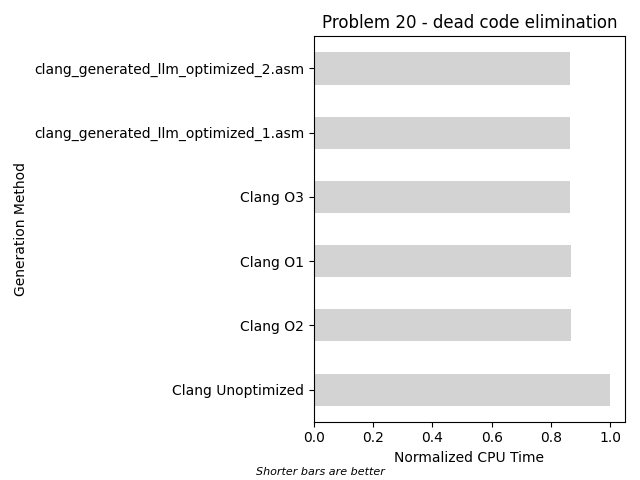 Problem 20 - dead code elimination
clang_generated_llm_optimized_2.asm
clang_generated_llm_optimized_1.asm
Clang O3
Clang O1
Clang O2
Clang Unoptimized
Generation Method
0.0 0.2 0.4 0.6 0.8 1.0
Normalized CPU Time
Shorter bars are better